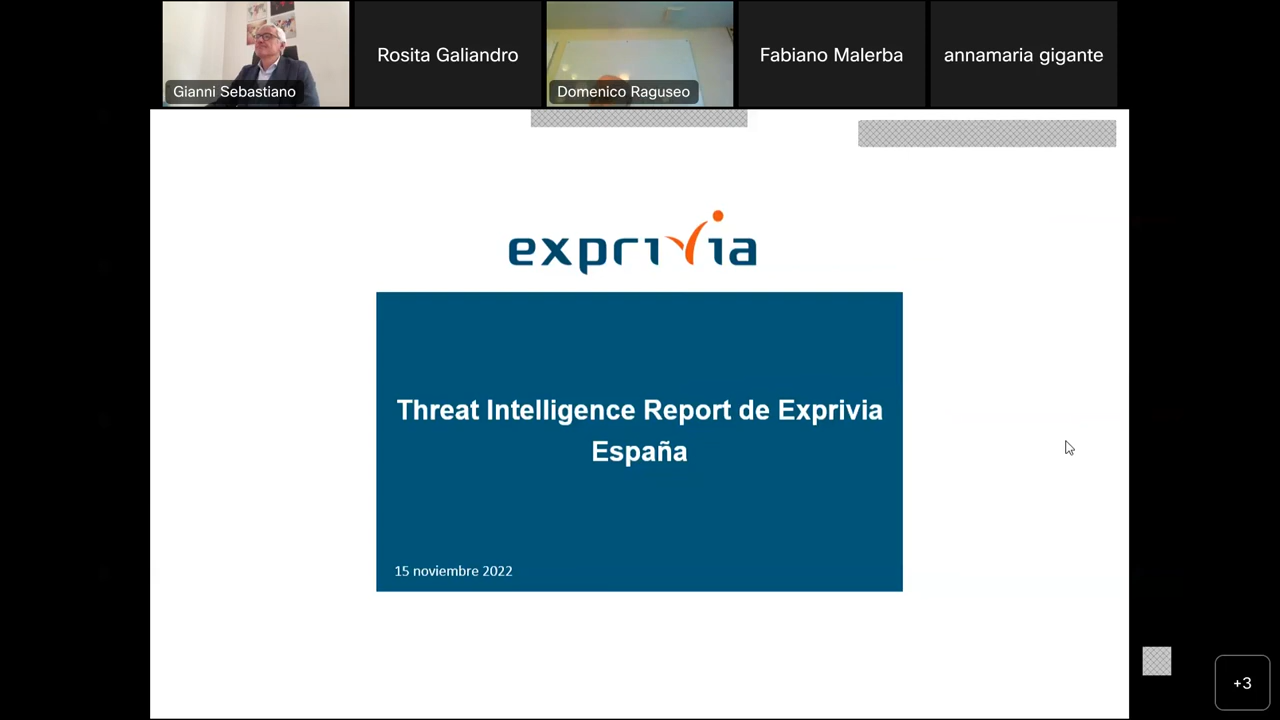 Gianni Sebastiano
Rosita Galiandro
Domenico Raguseo
Fabiano Malerba
annamaria gigante
exprivia
Threat Intelligence Report de Exprivia
España
15 noviembre 2022
+3